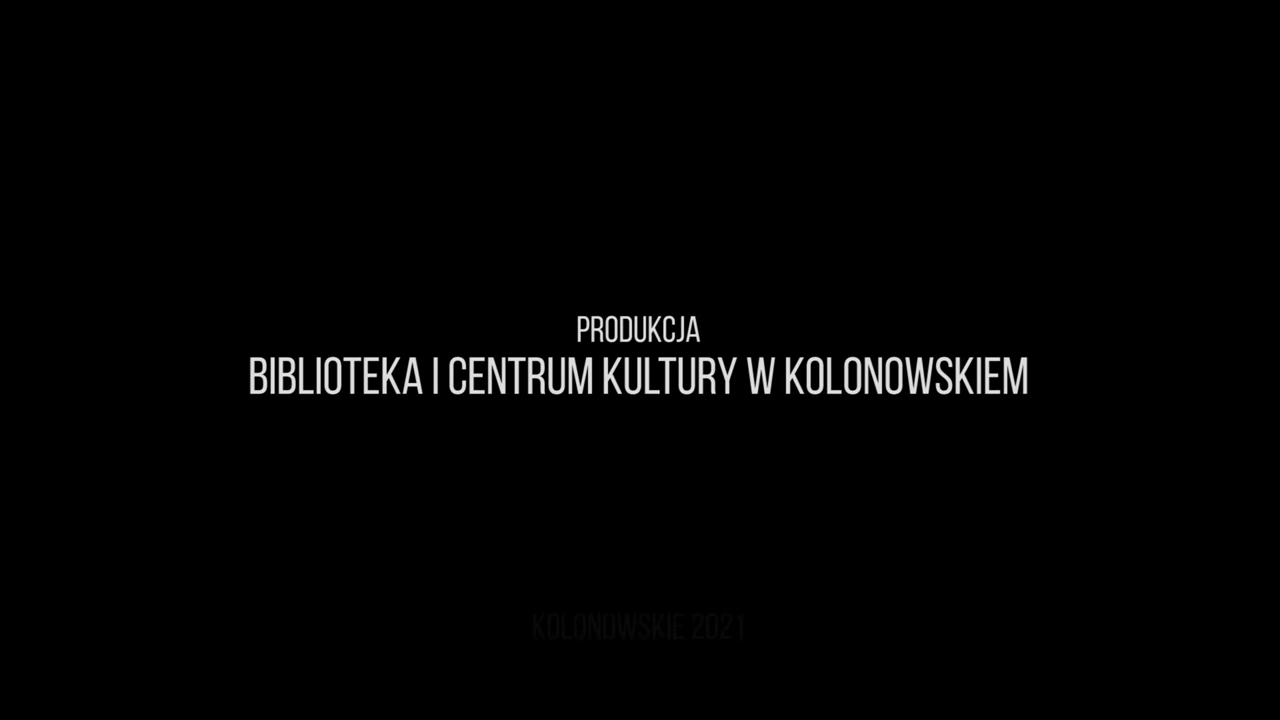 PRODUKCJA
BIBLIOTEKA I CENTRUM KULTURY W KOLONOWSKIEM
KOLONOWSKIE 2021